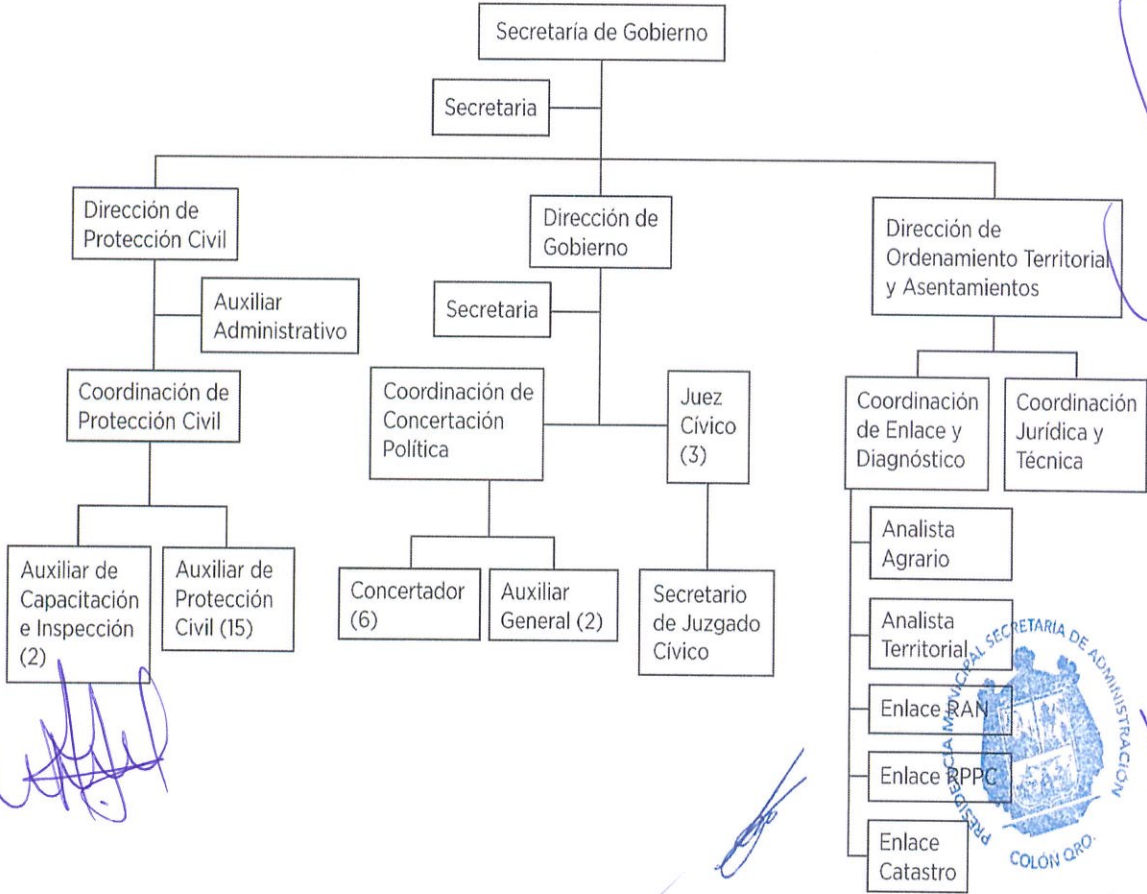 Secretaría de Gobierno
Secretaria
Dirección de
Protección Civil
Dirección de
Gobierno
Dirección de
Ordenamiento Territorial
y Asentamientos
Auxiliar
Administrativo
Secretaria
Coordinación de
Protección Civil
Coordinación de
Concertación
Política
Juez
Cívico
(3)
Coordinación
de Enlace y
Diagnóstico
Coordinación
Jurídica y
Técnica
Auxiliar de
Capacitación
e Inspección
(2)
Auxiliar de
Protección
Civil (15)
Concertador
(6)
Auxiliar
General (2)
Secretario
de Juzgado
Cívico
Analista
Agrario
Analista
Territorial
Enlace RAN
Enlace RPPC
Enlace
Catastro
PRESIDENCIA MUNICIPAL SECRETARIA DE ADMINISTRACIÓN
COLÓN QRO.